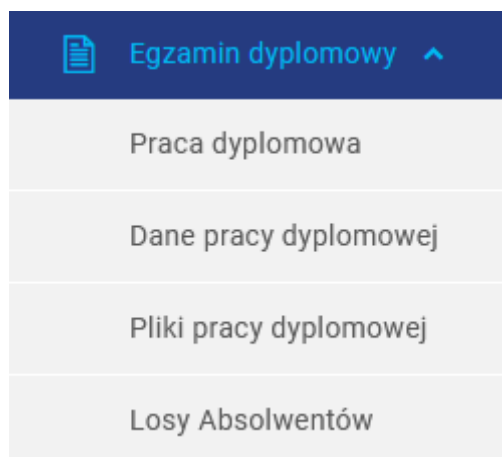 Egzamin dyplomowy
Praca dyplomowa
Dane pracy dyplomowej
Pliki pracy dyplomowej
Losy Absolwentów